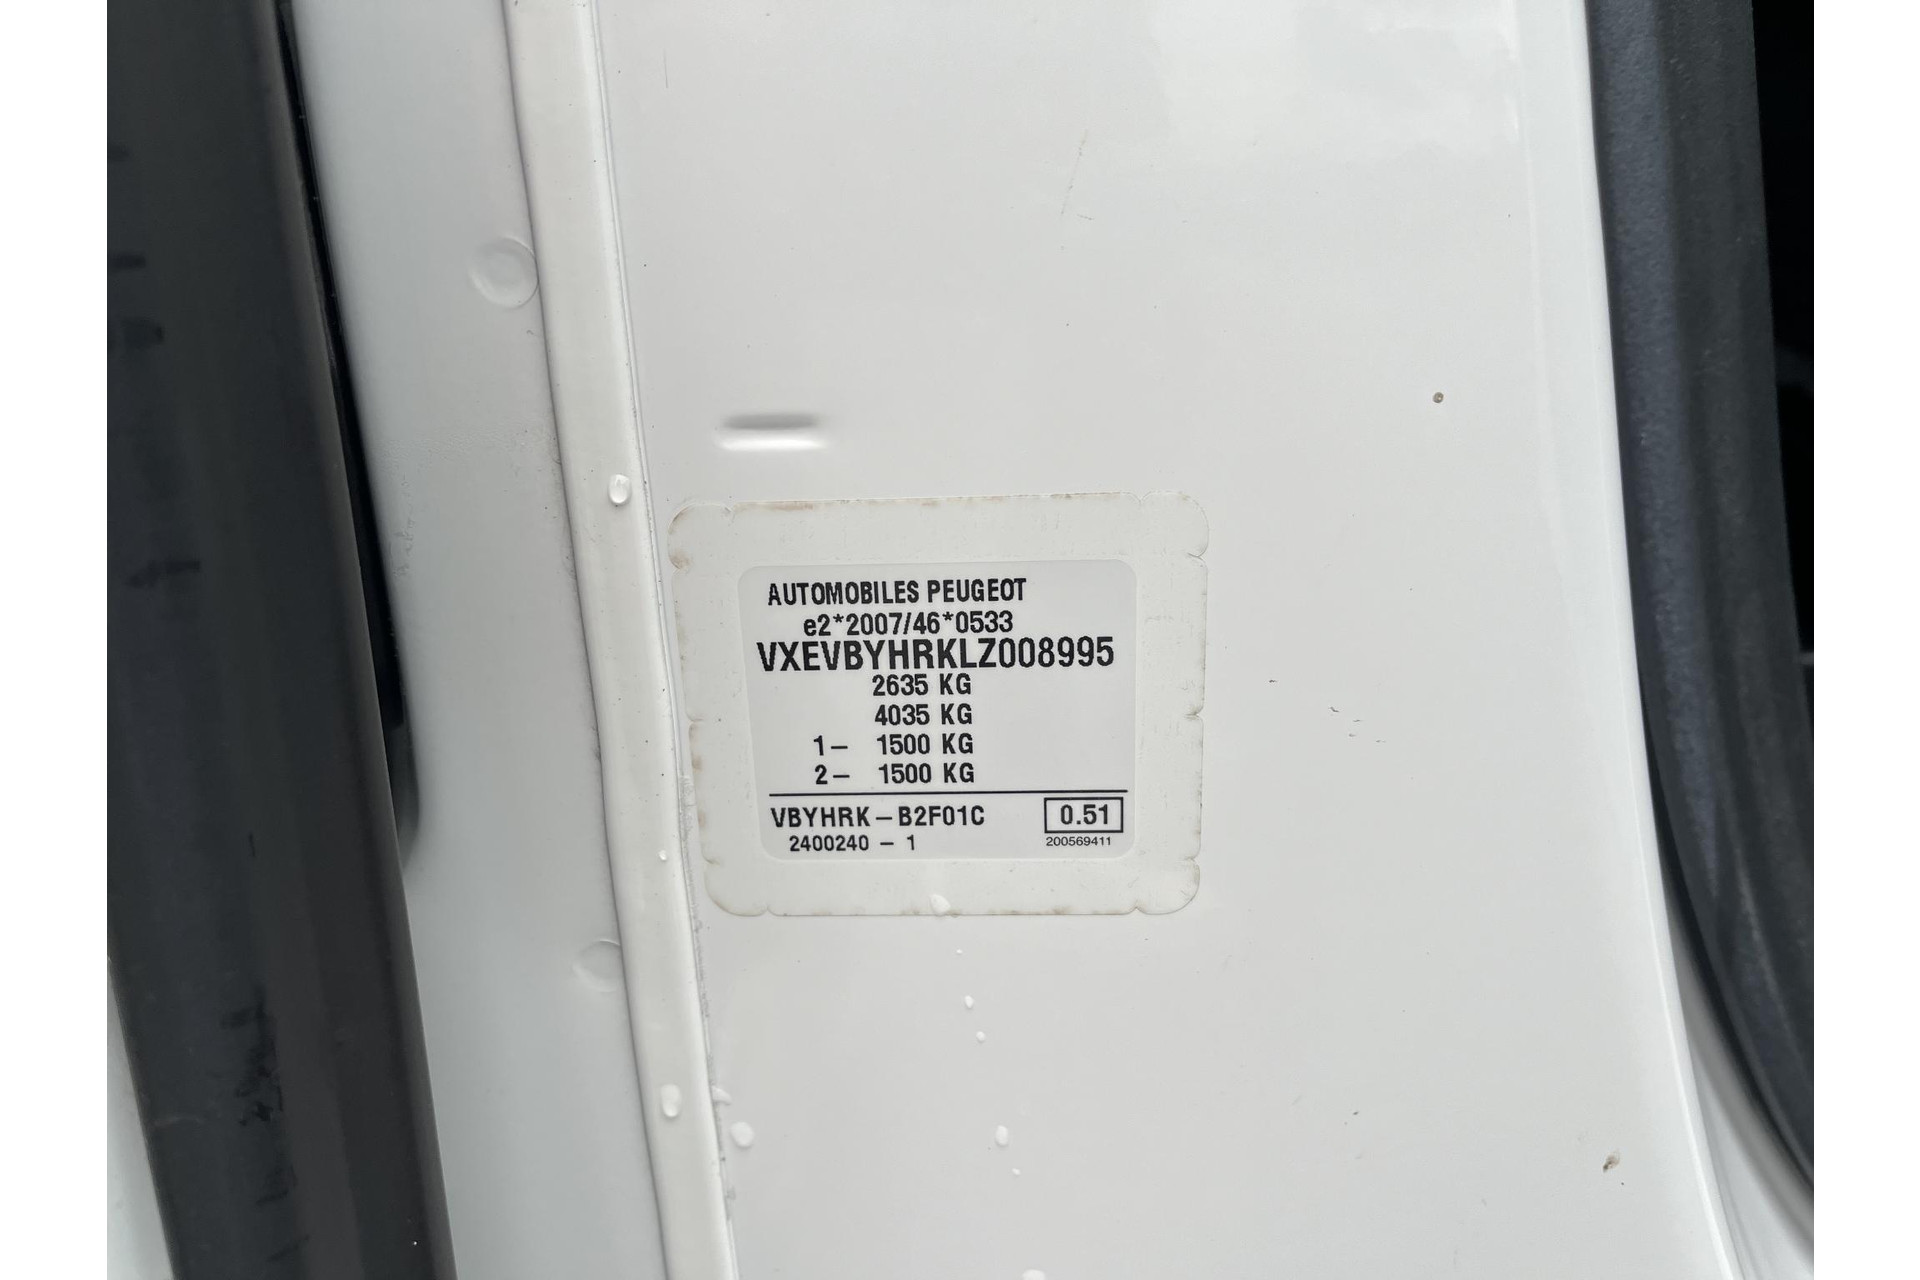 AUTOMOBILES PEUGEOT
e2*2007/46*0533
VXEVBYHRKLZ008995
2635 KG
4035 KG
1– 1500 KG
2– 1500 KG
VBYHRK–B2F01C 0.51
2400240 – 1 200569411